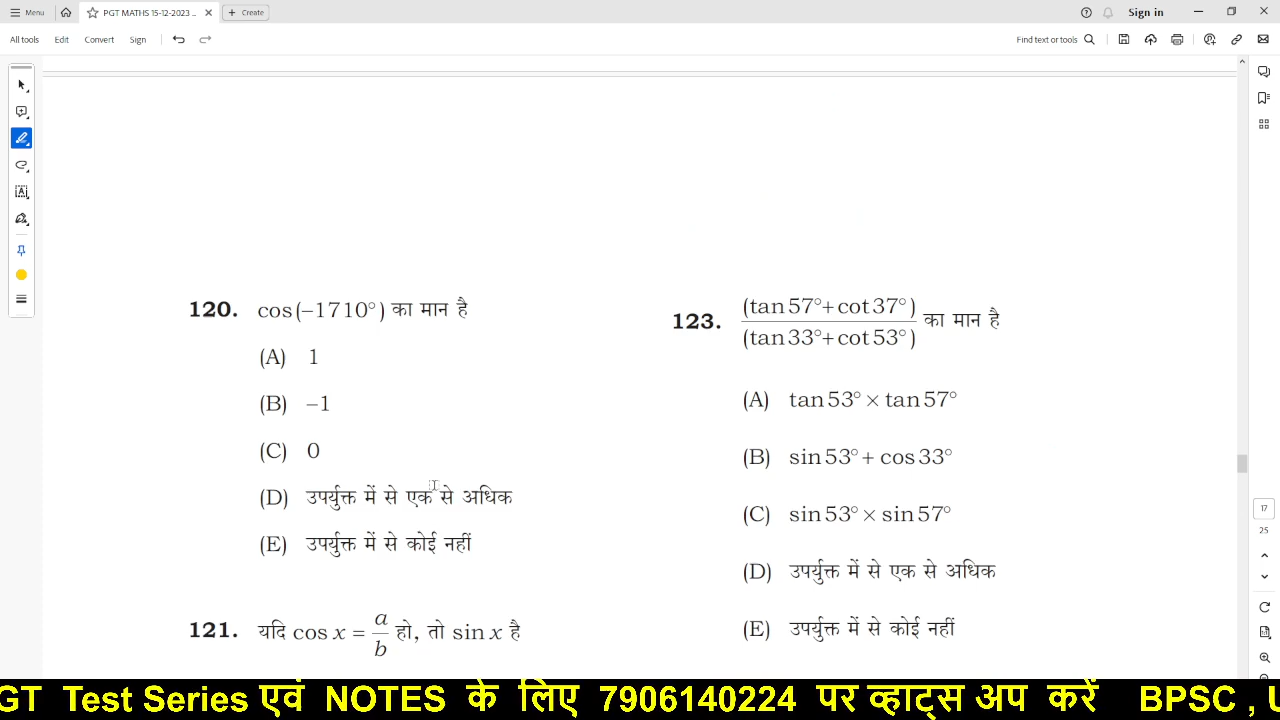 Menu
PGT MATHS 15-12-2023 ...
Create
Sign in
All tools
Edit
Convert
Sign
Find text or tools
120. cos(–1710°) का मान है
(A) 1
(B) –1
(C) 0
(D) उपर्युक्त में से एक से अधिक
(E) उपर्युक्त में से कोई नहीं
121. यदि cos x = a/b हो, तो sin x है
123. (tan 57°+cot 37°)/(tan 33°+cot 53°) का मान है
(A) tan 53° × tan 57°
(B) sin 53° + cos 33°
(C) sin 53° × sin 57°
(D) उपर्युक्त में से एक से अधिक
(E) उपर्युक्त में से कोई नहीं
17
25
GT Test Series एवं NOTES के लिए 7906140224 पर व्हाट्स अप करें BPSC , U